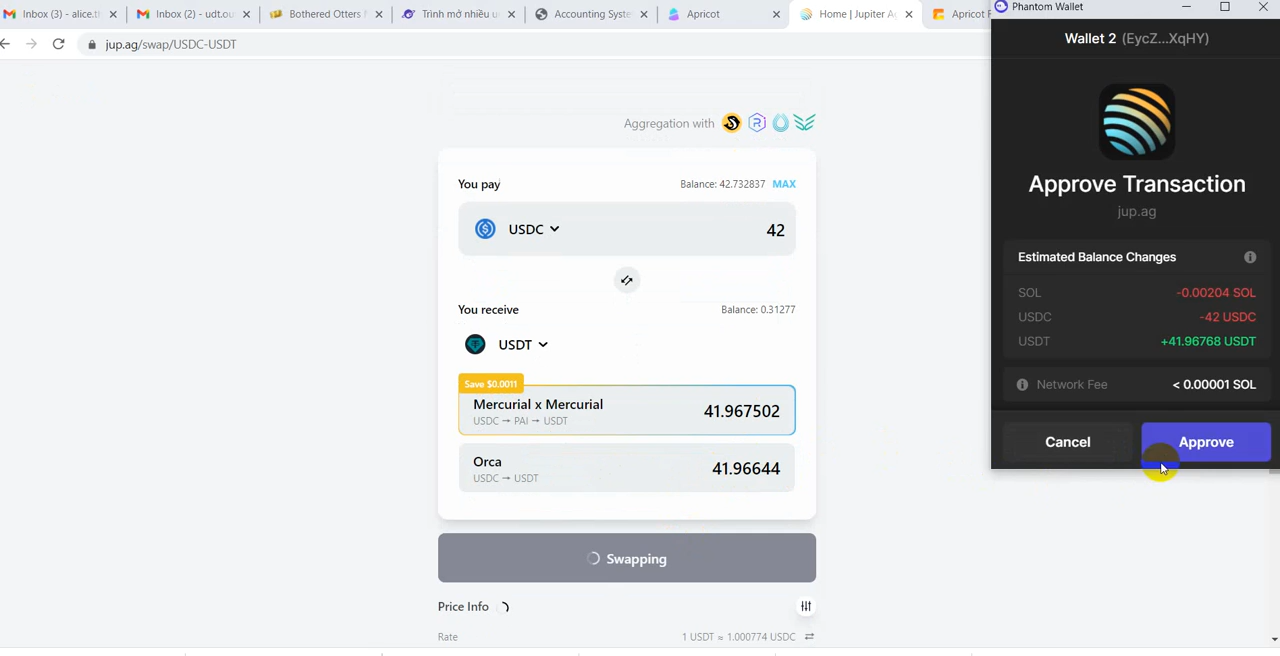 Inbox (3) - alice.th
Inbox (2) - udt.ou
Bothered Otters
Trình mở nhiều u
Accounting Syste
Apricot
Home | Jupiter Ag
Apricot F
jup.ag/swap/USDC-USDT
Aggregation with
You pay
Balance: 42.732837 MAX
USDC
42
You receive
Balance: 0.31277
USDT
Save $0.0011
Mercurial x Mercurial
41.967502
USDC → PAI → USDT
Orca
41.96644
USDC → USDT
Swapping
Price Info
Rate
1 USDT ≈ 1.000774 USDC
Phantom Wallet
Wallet 2 (EycZ...XqHY)
Approve Transaction
jup.ag
Estimated Balance Changes
SOL
-0.00204 SOL
USDC
-42 USDC
USDT
+41.96768 USDT
Network Fee
< 0.00001 SOL
Cancel
Approve